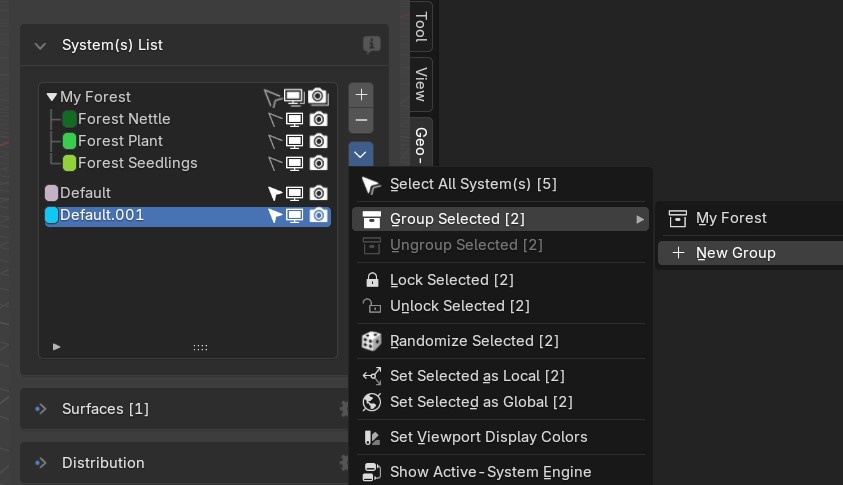 Tool
View
Geo-
System(s) List
My Forest
Forest Nettle
Forest Plant
Forest Seedlings
Default
Default.001
Select All System(s) [5]
Group Selected [2]
Ungroup Selected [2]
Lock Selected [2]
Unlock Selected [2]
Randomize Selected [2]
Set Selected as Local [2]
Set Selected as Global [2]
Set Viewport Display Colors
Show Active-System Engine
My Forest
New Group
Surfaces [1]
Distribution